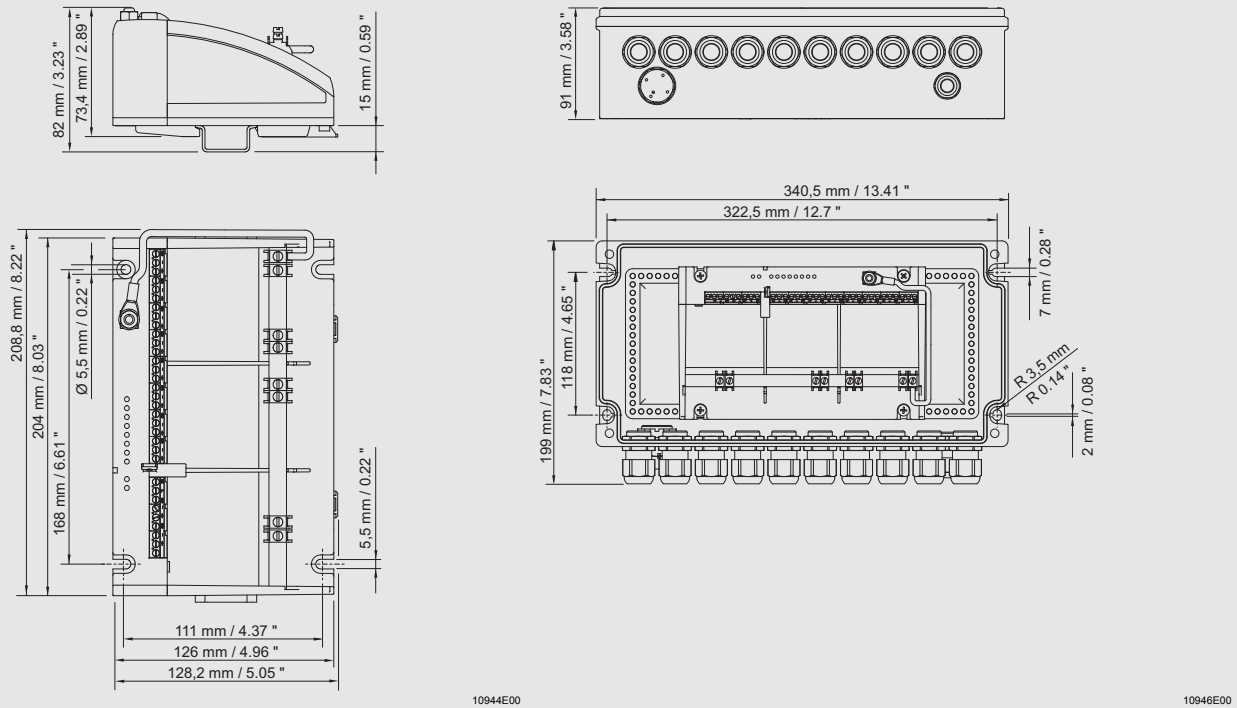 82 mm / 3.23 "
73,4 mm / 2.89 "
15 mm / 0.59 "
91 mm / 3.58 "
208,8 mm / 8.22 "
204 mm / 8.03 "
Ø 5,5 mm / 0.22 "
168 mm / 6.61 "
5,5 mm / 0.22 "
111 mm / 4.37 "
126 mm / 4.96 "
128,2 mm / 5.05 "
10944E00
340,5 mm / 13.41 "
322,5 mm / 12.7 "
199 mm / 7.83 "
118 mm / 4.65 "
7 mm / 0.28 "
R 3,5 mm
R 0.14 "
2 mm / 0.08 "
10946E00